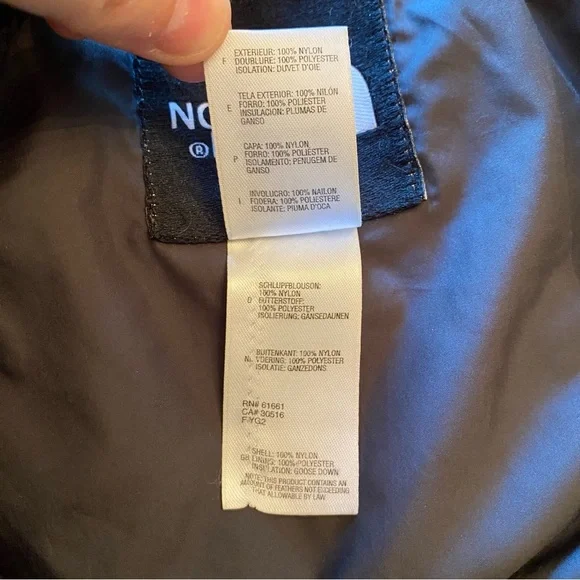 EXTERIEUR: 100% NYLON
F DOUBLURE: 100% POLYESTER
ISOLATION: DUVET D'OIE
TELA EXTERIOR: 100% NILÓN
E FORRO: 100% POLIÉSTER
INSULACIÓN: PLUMAS DE
GANSO
CAPA: 100% NYLON
P FORRO: 100% POLIESTER
ISOLAMENTO: PENUGEM DE
GANSO
INVOLUCRO: 100% NAILON
I FODERA: 100% POLIESTERE
ISOLANTE: PIUMA D'OCA
NO
®
SCHLUPFBLOUSON:
100% NYLON
D FUTTERSTOFF:
100% POLYESTER
ISOLIERUNG: GANSEDAUNEN
BUITENKANT: 100% NYLON
VOERING: 100% POLYESTER
ISOLATIE: GANZEDONS
RN# 61661
CA# 30516
F-YG2
SHELL: 100% NYLON
LINING: 100% POLYESTER
INSULATION: GOOSE DOWN
NOTE: THIS PRODUCT CONTAINS AN
AMOUNT OF FEATHERS NOT EXCEEDING
THAT ALLOWABLE BY LAW